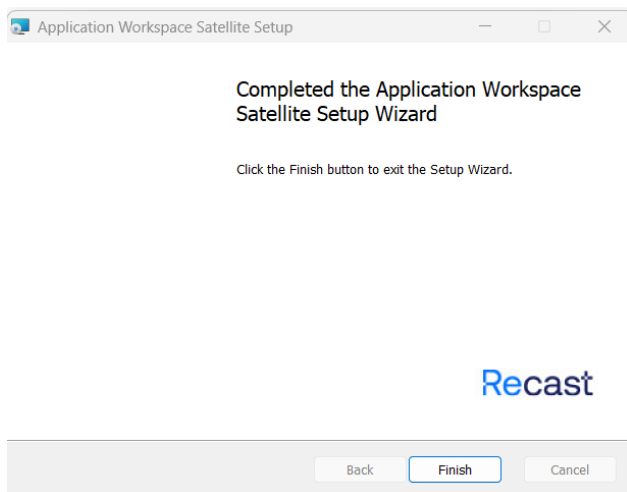 Application Workspace Satellite Setup
Completed the Application Workspace
Satellite Setup Wizard
Click the Finish button to exit the Setup Wizard.
Recast
Back
Finish
Cancel